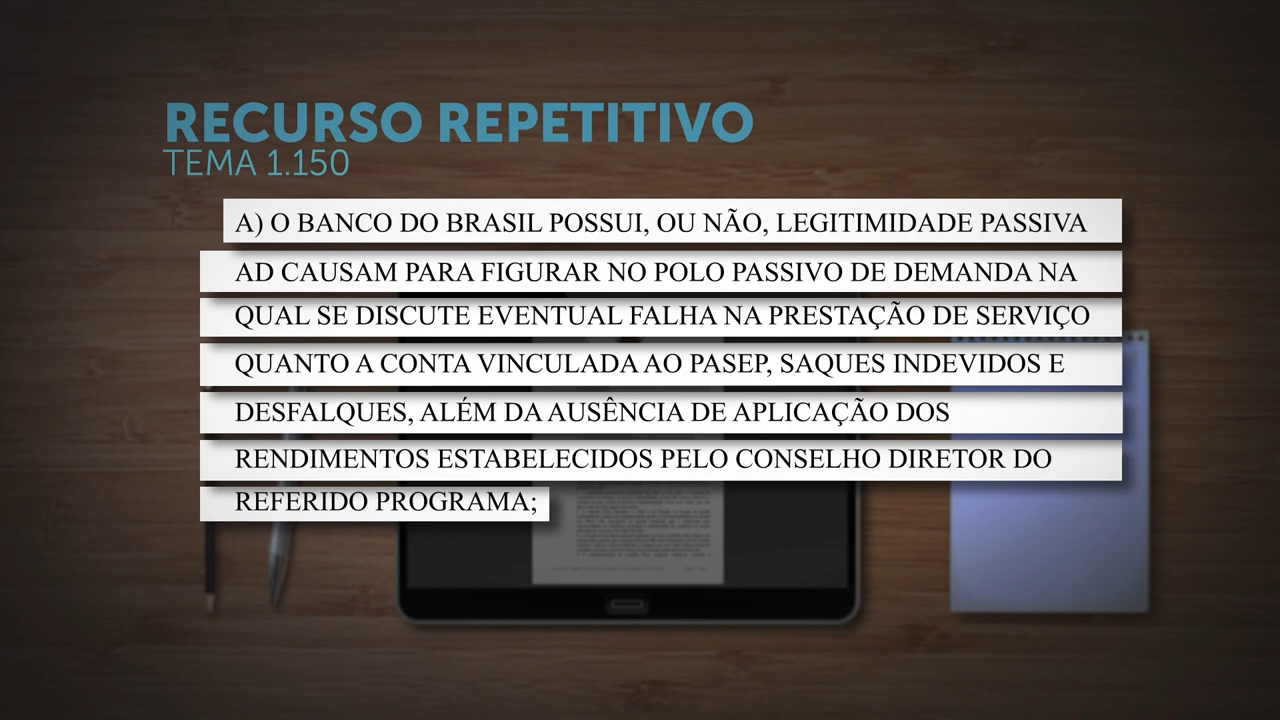 RECURSO REPETITIVO
TEMA 1.150
A) O BANCO DO BRASIL POSSUI, OU NÃO, LEGITIMIDADE PASSIVA
AD CAUSAM PARA FIGURAR NO POLO PASSIVO DE DEMANDA NA
QUAL SE DISCUTE EVENTUAL FALHA NA PRESTAÇÃO DE SERVIÇO
QUANTO A CONTA VINCULADA AO PASEP, SAQUES INDEVIDOS E
DESFALQUES, ALÉM DA AUSÊNCIA DE APLICAÇÃO DOS
RENDIMENTOS ESTABELECIDOS PELO CONSELHO DIRETOR DO
REFERIDO PROGRAMA;